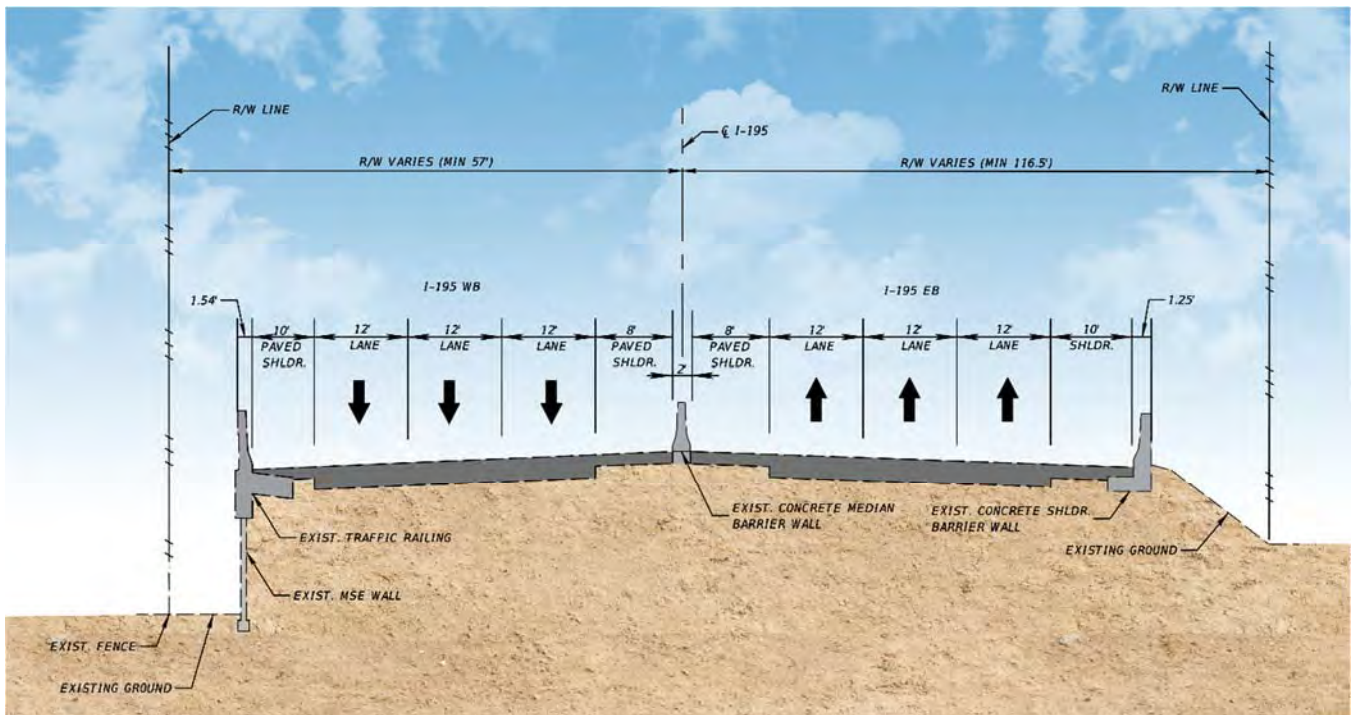 R/W LINE
R/W LINE
℄ I-195
R/W VARIES (MIN 57')
R/W VARIES (MIN 116.5')
I-195 WB
I-195 EB
1.54'
1.25'
10'
PAVED
SHLDR.
12'
LANE
12'
LANE
12'
LANE
8'
PAVED
SHLDR.
2'
8'
PAVED
SHLDR.
12'
LANE
12'
LANE
12'
LANE
10'
SHLDR.
EXIST. CONCRETE MEDIAN
BARRIER WALL
EXIST. CONCRETE SHLDR.
BARRIER WALL
EXIST. TRAFFIC RAILING
EXISTING GROUND
EXIST. MSE WALL
EXIST. FENCE
EXISTING GROUND